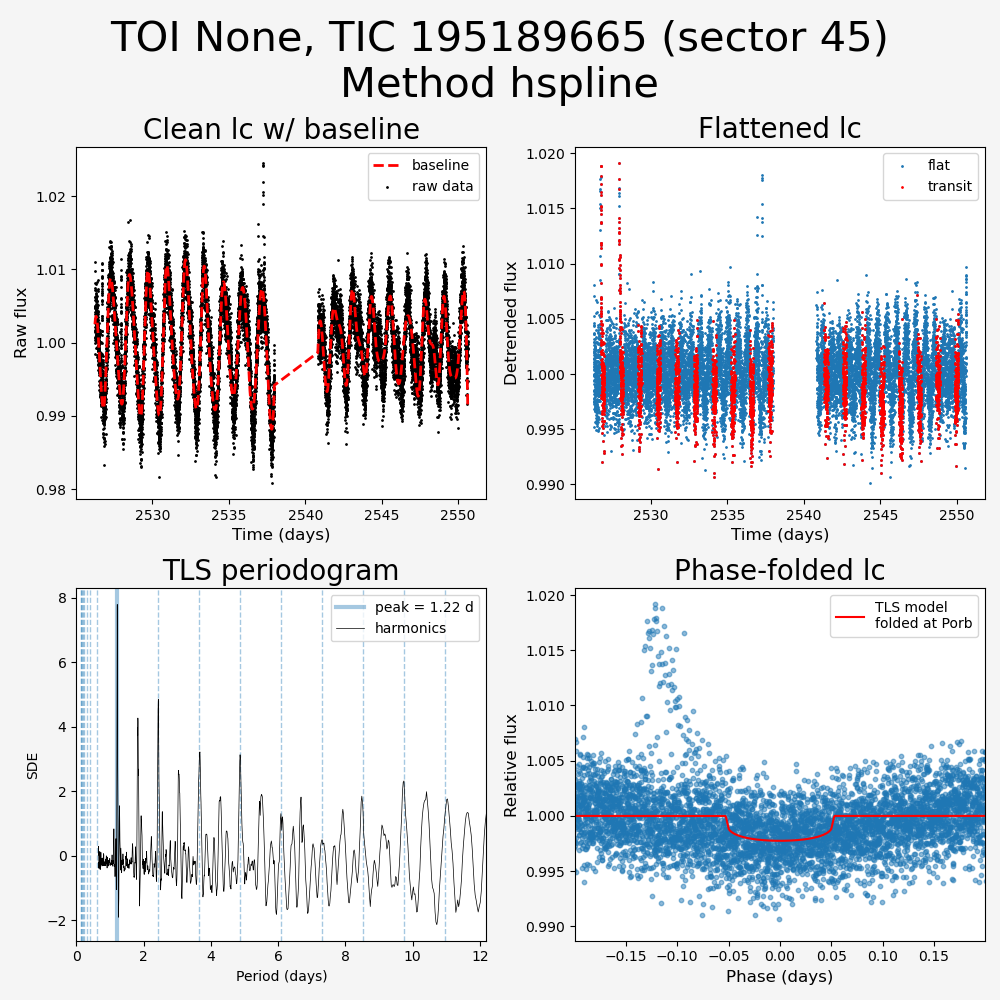 TOI None, TIC 195189665 (sector 45)
Method hspline
Clean lc w/ baseline
baseline
raw data
Raw flux
1.02
1.01
1.00
0.99
0.98
2530
2535
2540
2545
2550
Time (days)
Flattened lc
flat
transit
Detrended flux
1.020
1.015
1.010
1.005
1.000
0.995
0.990
2530
2535
2540
2545
2550
Time (days)
TLS periodogram
peak = 1.22 d
harmonics
SDE
8
6
4
2
0
−2
0
2
4
6
8
10
12
Period (days)
Phase-folded lc
TLS model
folded at Porb
Relative flux
1.020
1.015
1.010
1.005
1.000
0.995
0.990
−0.15
−0.10
−0.05
0.00
0.05
0.10
0.15
Phase (days)